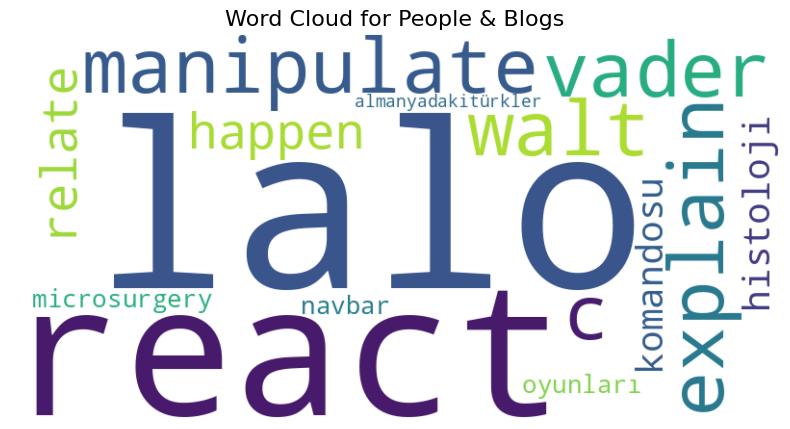 Word Cloud for People & Blogs
manipulate
vader
almanyadakitürkler
relate
happen
walt
lalo
explain
histoloji
komandosu
microsurgery
navbar
c
react
oyunları